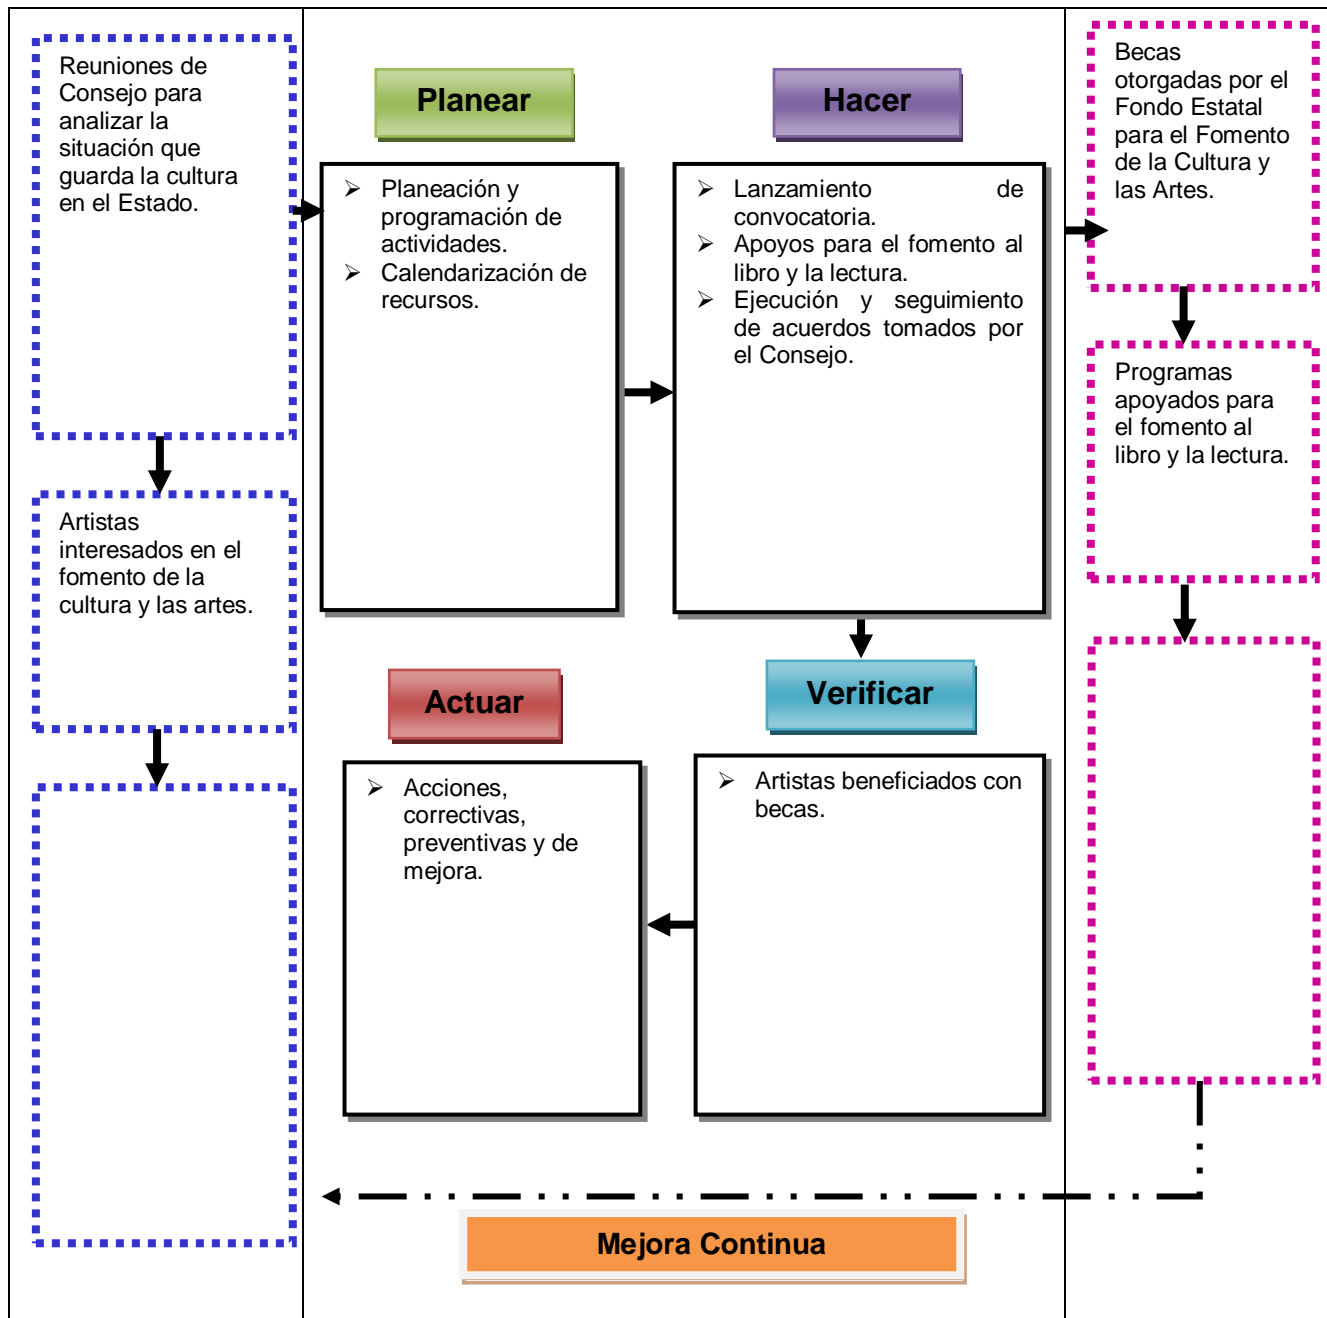 Reuniones de
Consejo para
analizar la
situación que
guarda la cultura
en el Estado.
Artistas
interesados en el
fomento de la
cultura y las artes.
Planear
➢ Planeación y
programación de
actividades.
➢ Calendarización de
recursos.
Hacer
➢ Lanzamiento de
convocatoria.
➢ Apoyos para el fomento al
libro y la lectura.
➢ Ejecución y seguimiento
de acuerdos tomados por
el Consejo.
Actuar
➢ Acciones,
correctivas,
preventivas y de
mejora.
Verificar
➢ Artistas beneficiados con
becas.
Becas
otorgadas por el
Fondo Estatal
para el Fomento
de la Cultura y
las Artes.
Programas
apoyados para
el fomento al
libro y la lectura.
Mejora Continua